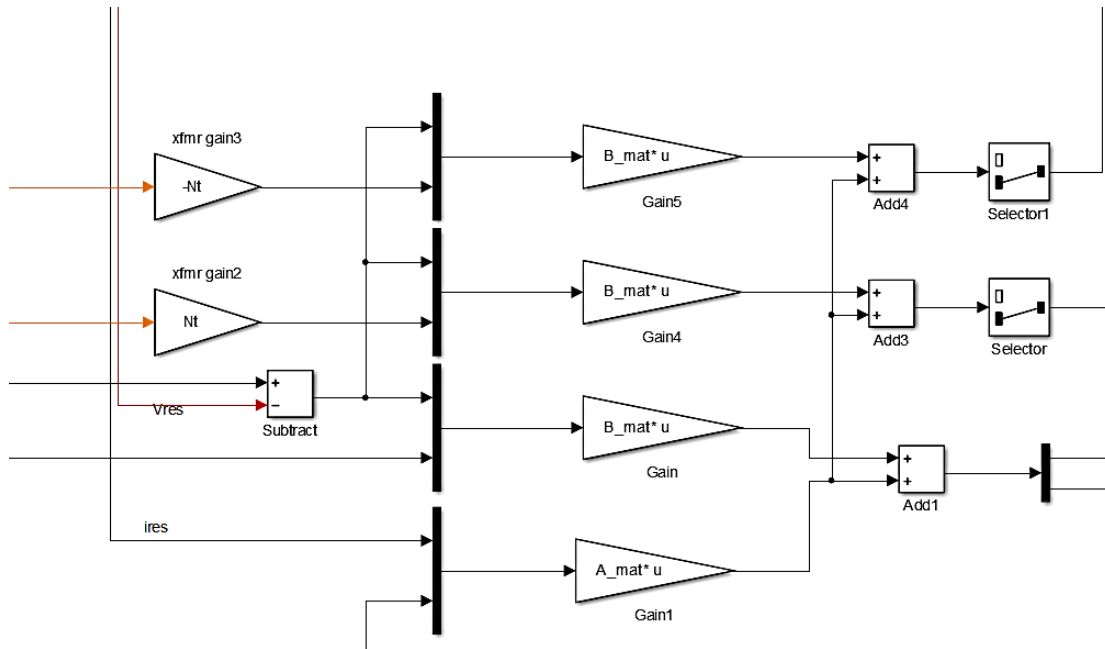 xfmr gain3
-Nt
B_mat* u
Gain5
+
+
Add4
Selector1
xfmr gain2
Nt
B_mat* u
Gain4
+
+
Add3
Selector
+
−
Vres
Subtract
B_mat* u
Gain
+
+
Add1
ires
A_mat* u
Gain1